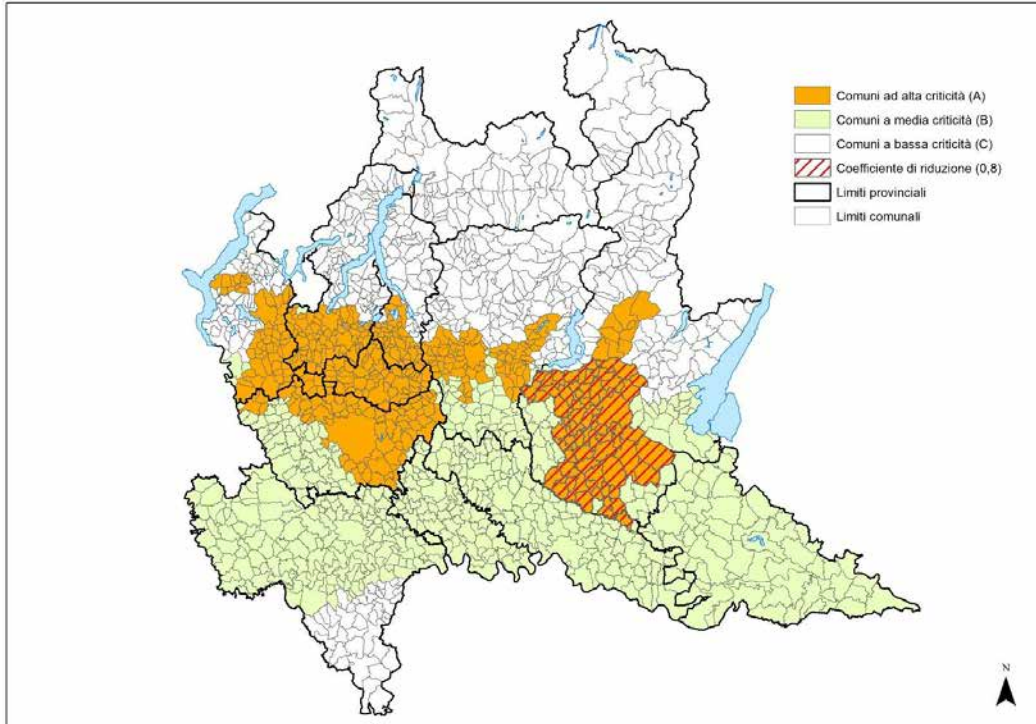 Comuni ad alta criticità (A)
Comuni a media criticità (B)
Comuni a bassa criticità (C)
Coefficiente di riduzione (0,8)
Limiti provinciali
Limiti comunali
N